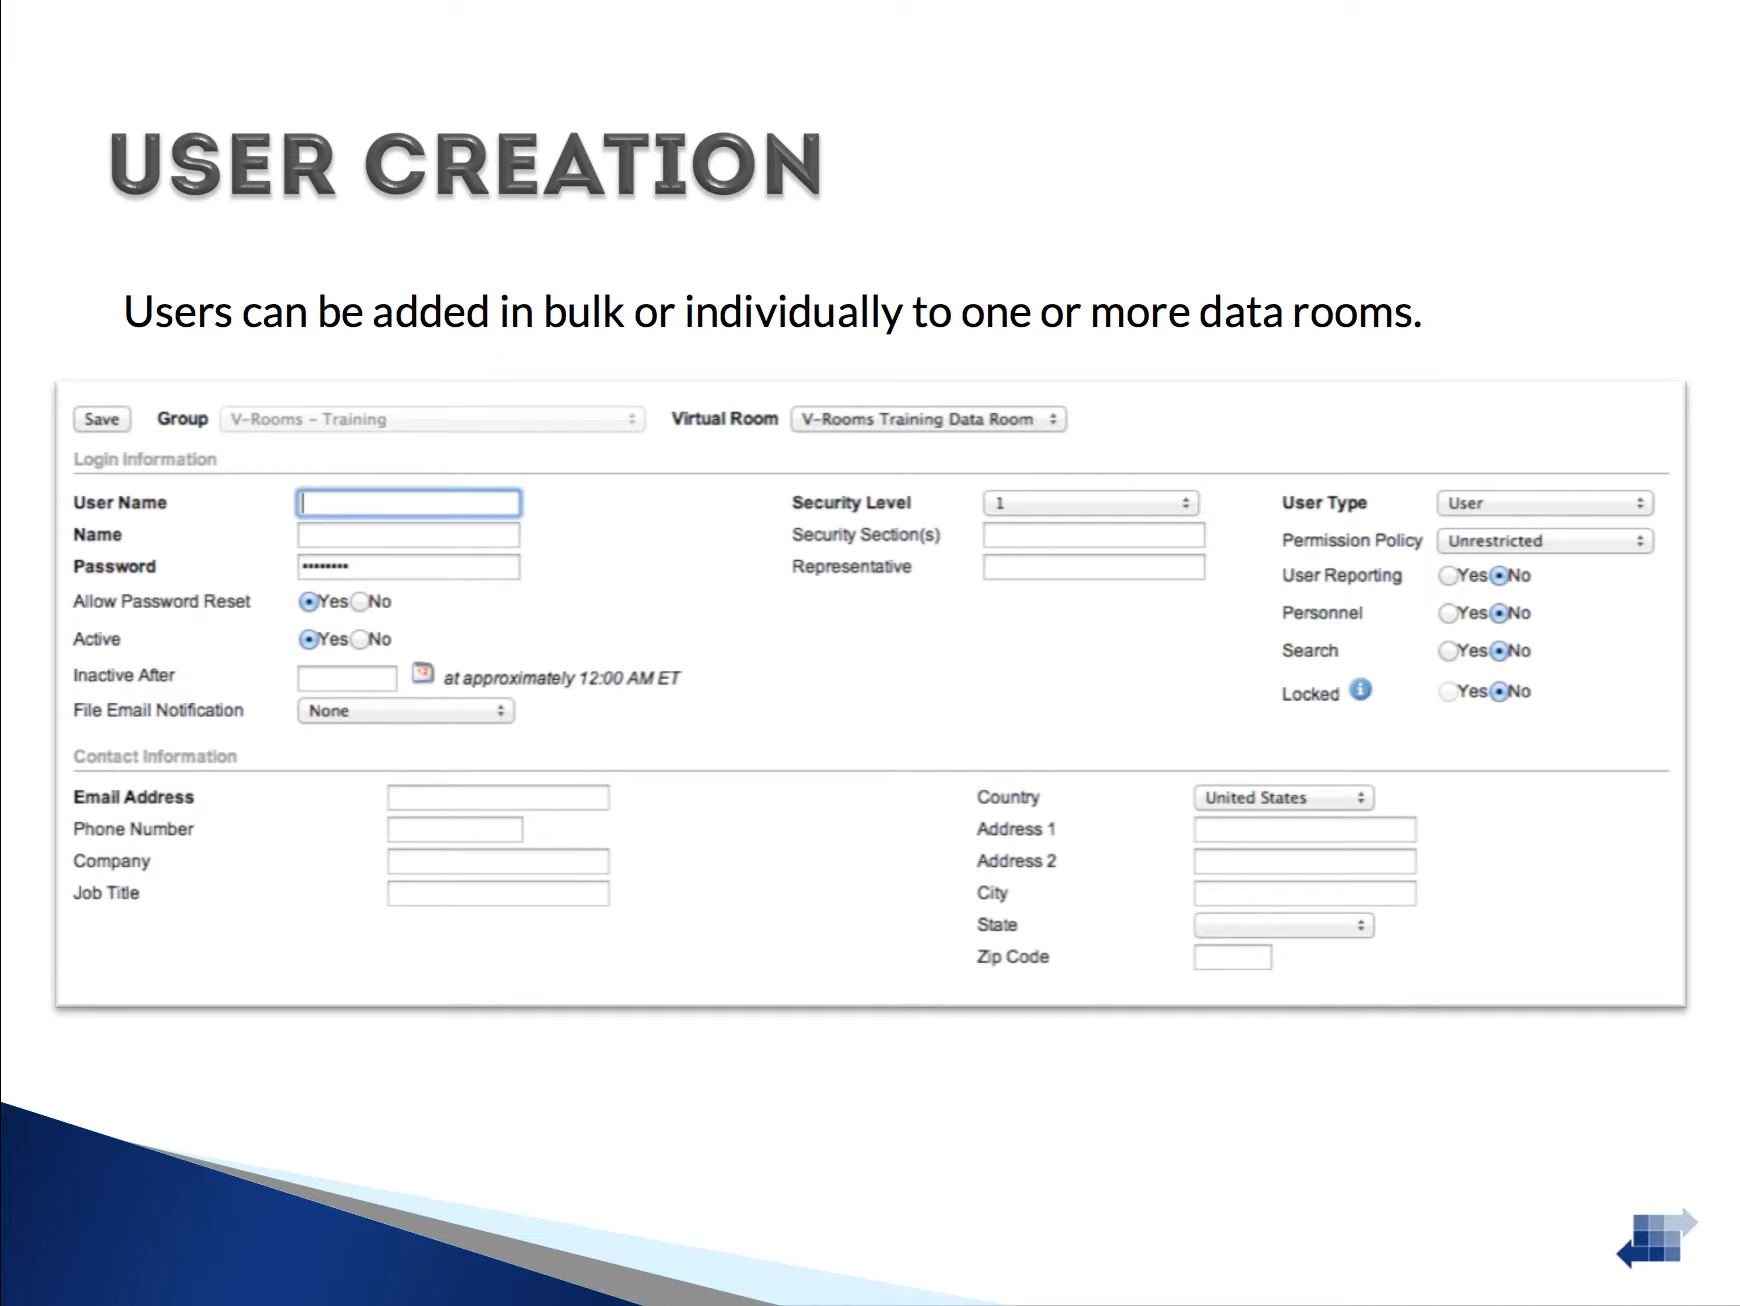 USER CREATION
Users can be added in bulk or individually to one or more data rooms.
Save Group V-Rooms - Training Virtual Room V-Rooms Training Data Room
Login Information
User Name Security Level 1 User Type User
Name Security Section(s) Permission Policy Unrestricted
Password •••••••• Representative User Reporting Yes No
Allow Password Reset Yes No Personnel Yes No
Active Yes No Search Yes No
Inactive After 12 at approximately 12:00 AM ET Locked i Yes No
File Email Notification None
Contact Information
Email Address Country United States
Phone Number Address 1
Company Address 2
Job Title City
State
Zip Code